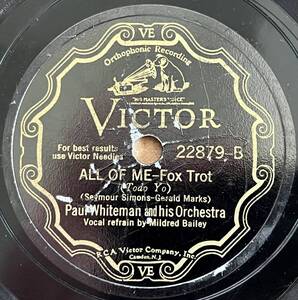 VE
Orthophonic Recording
"HIS MASTER'S VOICE"
VICTOR
For best results
use Victor Needles
22879-B
ALL OF ME-Fox Trot
(Todo Yo)
(Seymour Simons-Gerald Marks)
Paul Whiteman and his Orchestra
Vocal refrain by Mildred Bailey
RCA Victor Company, Inc.
Camden, N.J.
VE